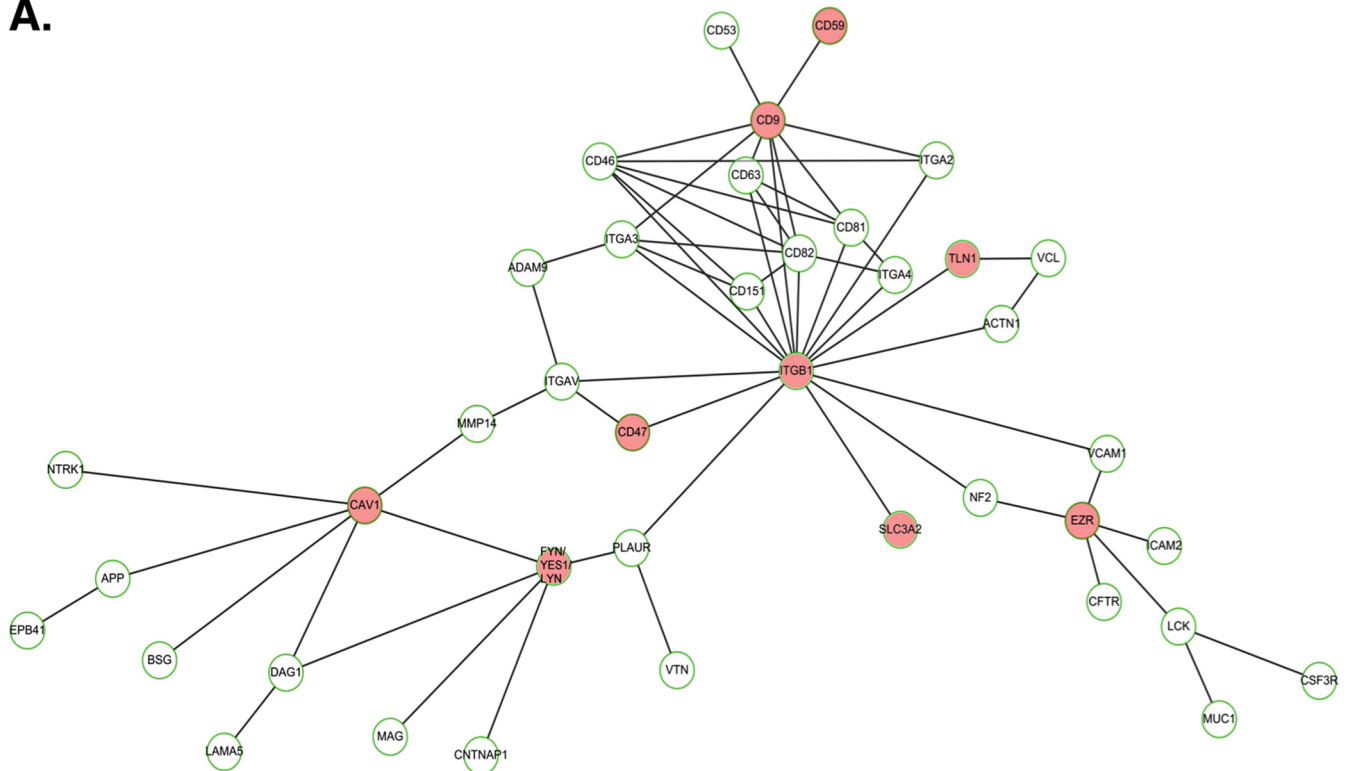 A.
CD53
CD59
CD9
CD46
CD63
ITGA2
CD81
ITGA3
CD82
TLN1
VCL
ADAM9
ITGA4
CD151
ACTN1
ITGB1
ITGAV
MMP14
CD47
VCAM1
NTRK1
CAV1
NF2
EZR
SLC3A2
ICAM2
PLAUR
FYN/
YES1/
LYN
APP
CFTR
EPB41
LCK
BSG
DAG1
VTN
CSF3R
MUC1
MAG
LAMA5
CNTNAP1